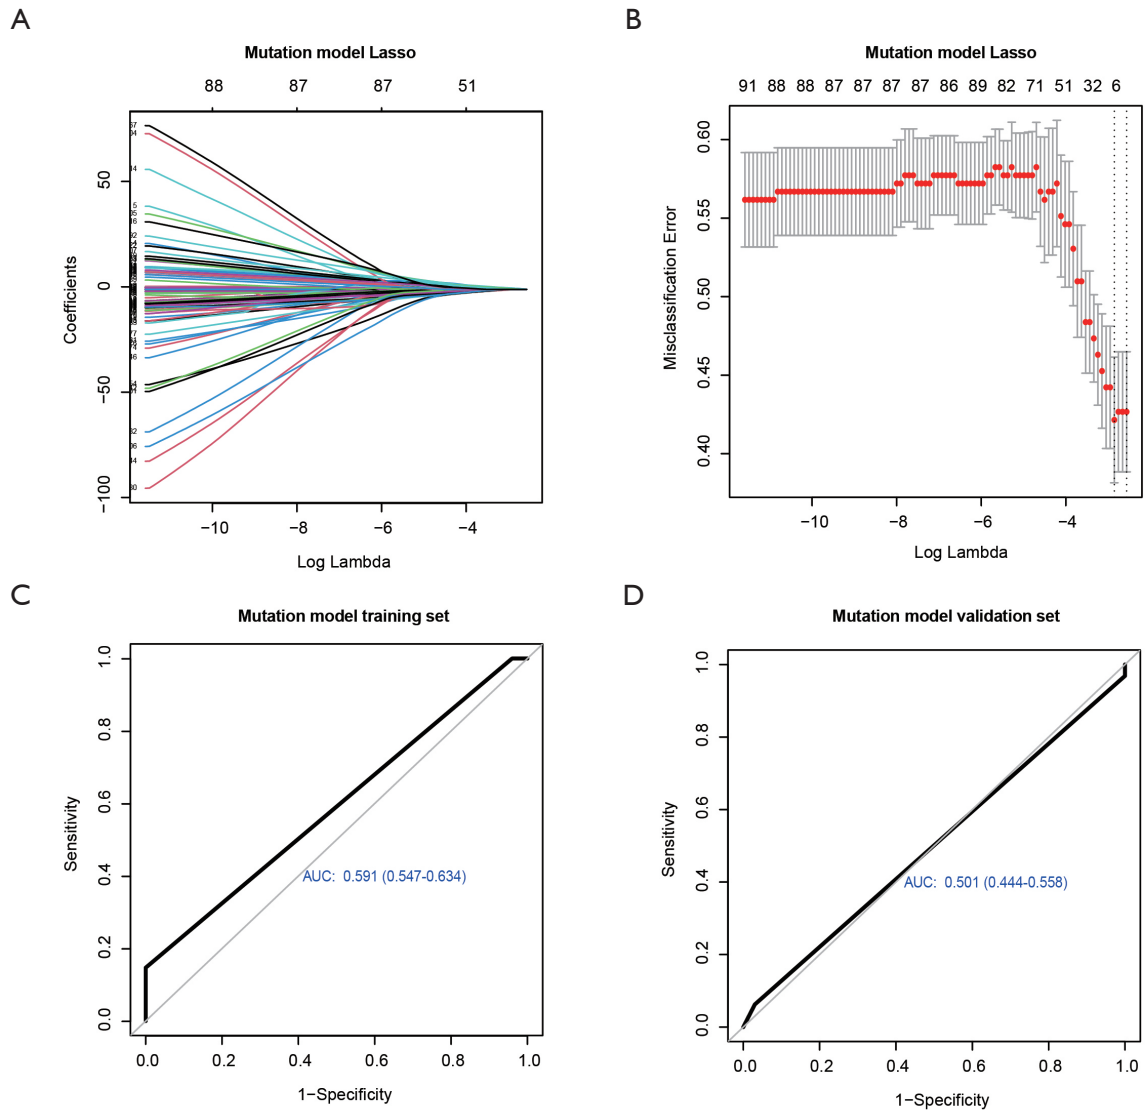 A
Mutation model Lasso
88 87 87 51
Coefficients
50
0
−50
−100
−10 −8 −6 −4
Log Lambda
B
Mutation model Lasso
91 88 88 87 87 87 87 86 89 82 71 51 32 6
Misclassification Error
0.60
0.55
0.50
0.45
0.40
−10 −8 −6 −4
Log Lambda
C
Mutation model training set
Sensitivity
1.0
0.8
0.6
0.4
0.2
0.0
AUC: 0.591 (0.547-0.634)
0.0 0.2 0.4 0.6 0.8 1.0
1−Specificity
D
Mutation model validation set
Sensitivity
1.0
0.8
0.6
0.4
0.2
0.0
AUC: 0.501 (0.444-0.558)
0.0 0.2 0.4 0.6 0.8 1.0
1−Specificity